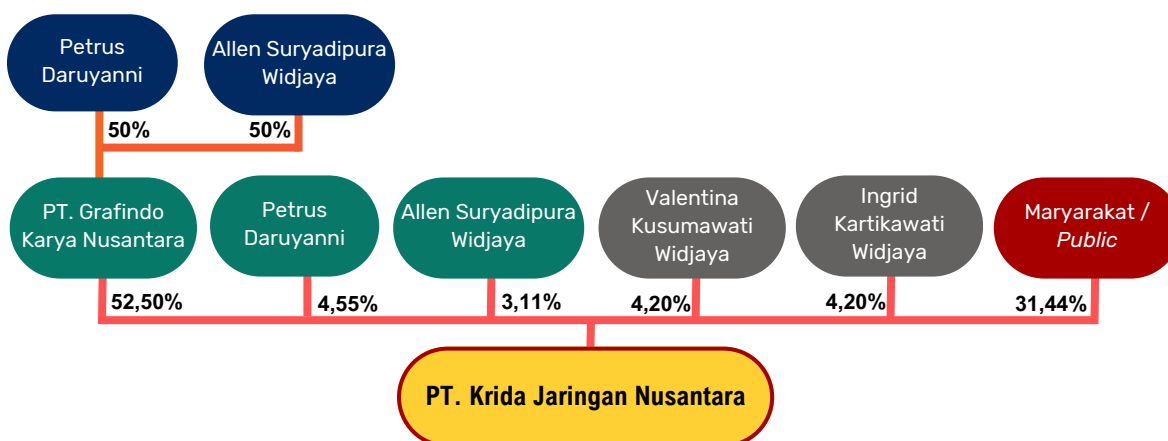 Petrus
Daruyanni
Allen Suryadipura
Widjaya
50%
50%
PT. Grafindo
Karya Nusantara
Petrus
Daruyanni
Allen Suryadipura
Widjaya
Valentina
Kusumawati
Widjaya
Ingrid
Kartikawati
Widjaya
Maryarakat /
Public
52,50%
4,55%
3,11%
4,20%
4,20%
31,44%
PT. Krida Jaringan Nusantara